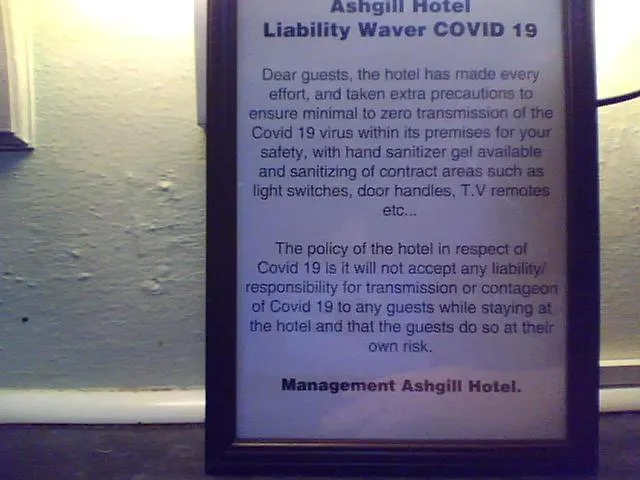 Ashgill Hotel
Liability Waver COVID 19
Dear guests, the hotel has made every
effort, and taken extra precautions to
ensure minimal to zero transmission of the
Covid 19 virus within its premises for your
safety, with hand sanitizer gel available
and sanitizing of contract areas such as
light switches, door handles, T.V remotes
etc...
The policy of the hotel in respect of
Covid 19 is it will not accept any liability/
responsibility for transmission or contageon
of Covid 19 to any guests while staying at
the hotel and that the guests do so at their
own risk.
Management Ashgill Hotel.